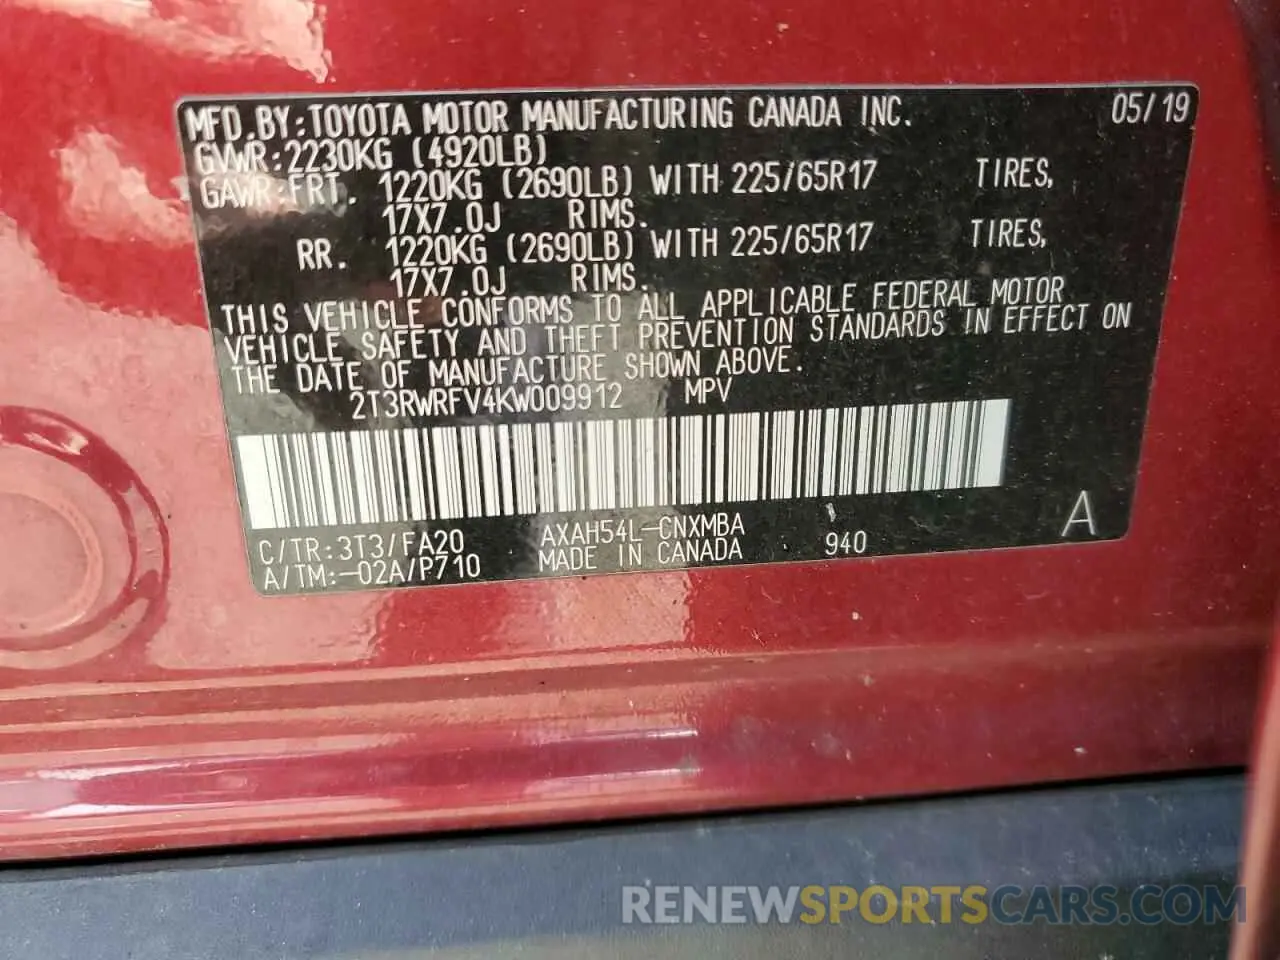 MFD.BY:TOYOTA MOTOR MANUFACTURING CANADA INC. 05/19
GVWR:2230KG (4920LB)
GAWR:FRT. 1220KG (2690LB) WITH 225/65R17 TIRES,
17X7.0J RIMS.
RR. 1220KG (2690LB) WITH 225/65R17 TIRES,
17X7.0J RIMS.
THIS VEHICLE CONFORMS TO ALL APPLICABLE FEDERAL MOTOR
VEHICLE SAFETY AND THEFT PREVENTION STANDARDS IN EFFECT ON
THE DATE OF MANUFACTURE SHOWN ABOVE.
2T3RWRFV4KW009912 MPV
C/TR:3T3/FA20 AXAH54L-CNXMBA
A/TM:-02A/P710 MADE IN CANADA 940 A
RENEWSPORTSCARS.COM